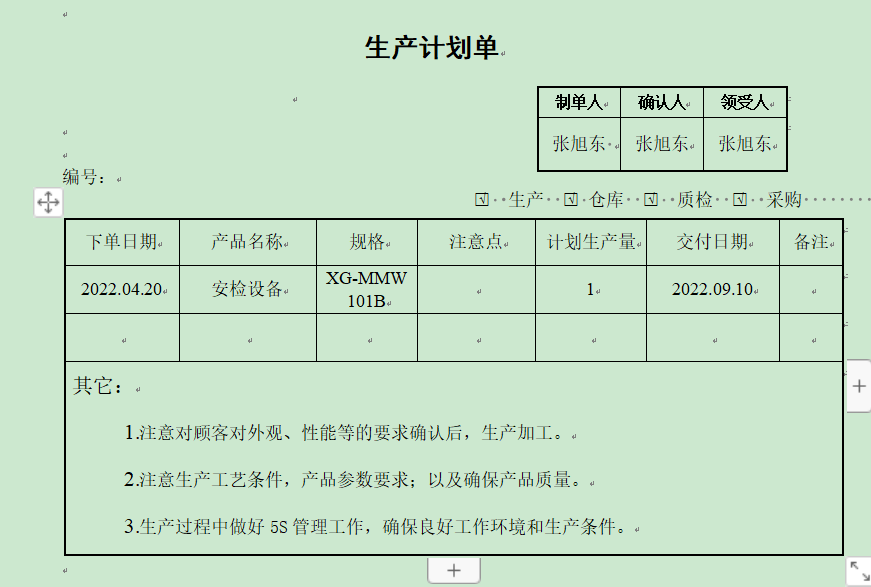 生产计划单
制单人 确认人 领受人
张旭东 张旭东 张旭东
编号：
☑ 生产 ☑ 仓库 ☑ 质检 ☑ 采购
下单日期 产品名称 规格 注意点 计划生产量 交付日期 备注
2022.04.20 安检设备 XG-MMW 1 2022.09.10
101B
其它：
1.注意对顾客对外观、性能等的要求确认后，生产加工。
2.注意生产工艺条件，产品参数要求；以及确保产品质量。
3.生产过程中做好 5S 管理工作，确保良好工作环境和生产条件。